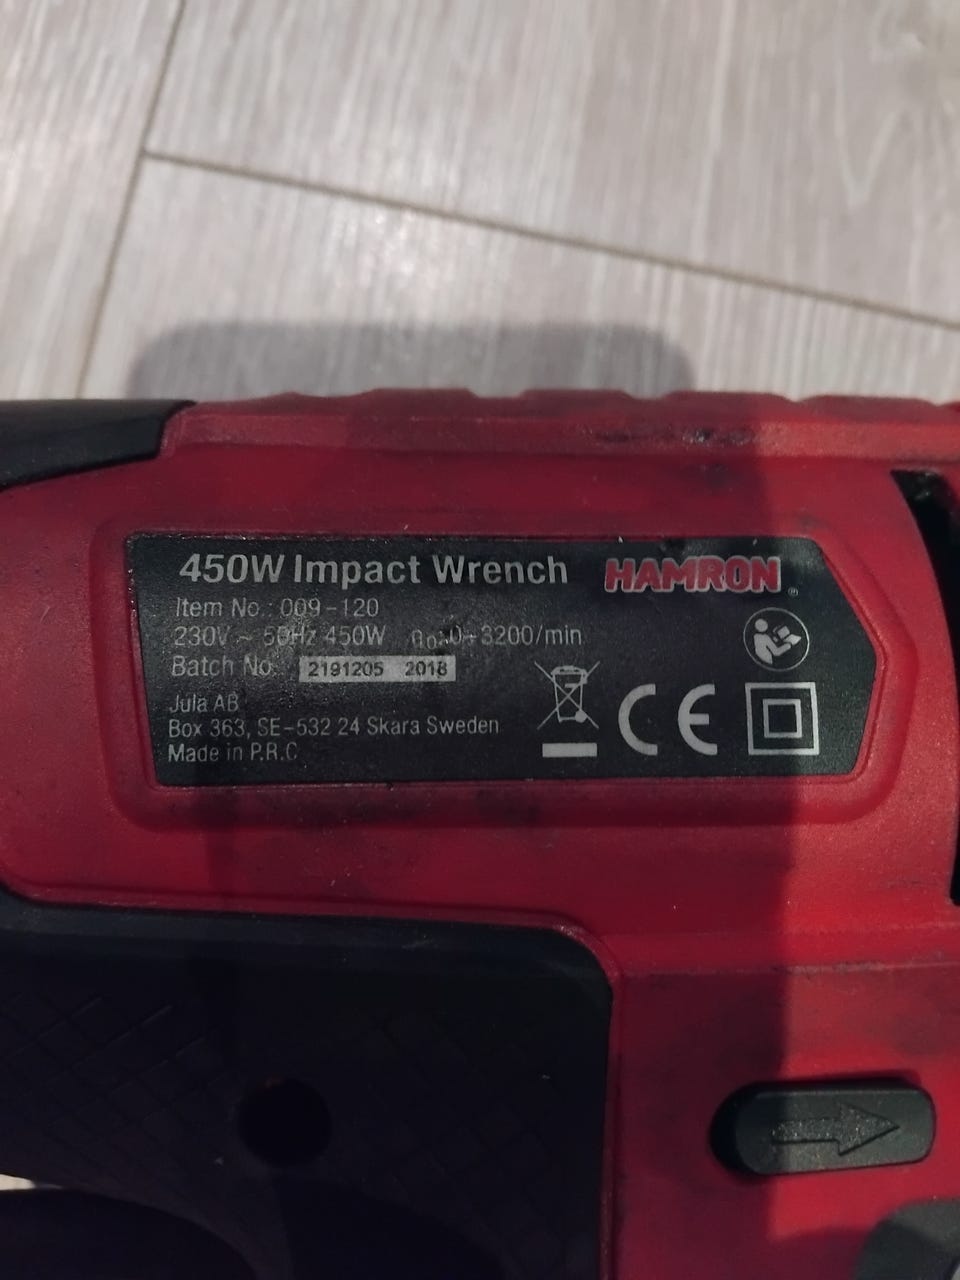 450W Impact Wrench HAMRON®
Item No.: 009-120
230V ~ 50Hz 450W n₀:0-3200/min
Batch No. 2191205 2018
Jula AB
Box 363, SE-532 24 Skara Sweden
Made in P.R.C
CE